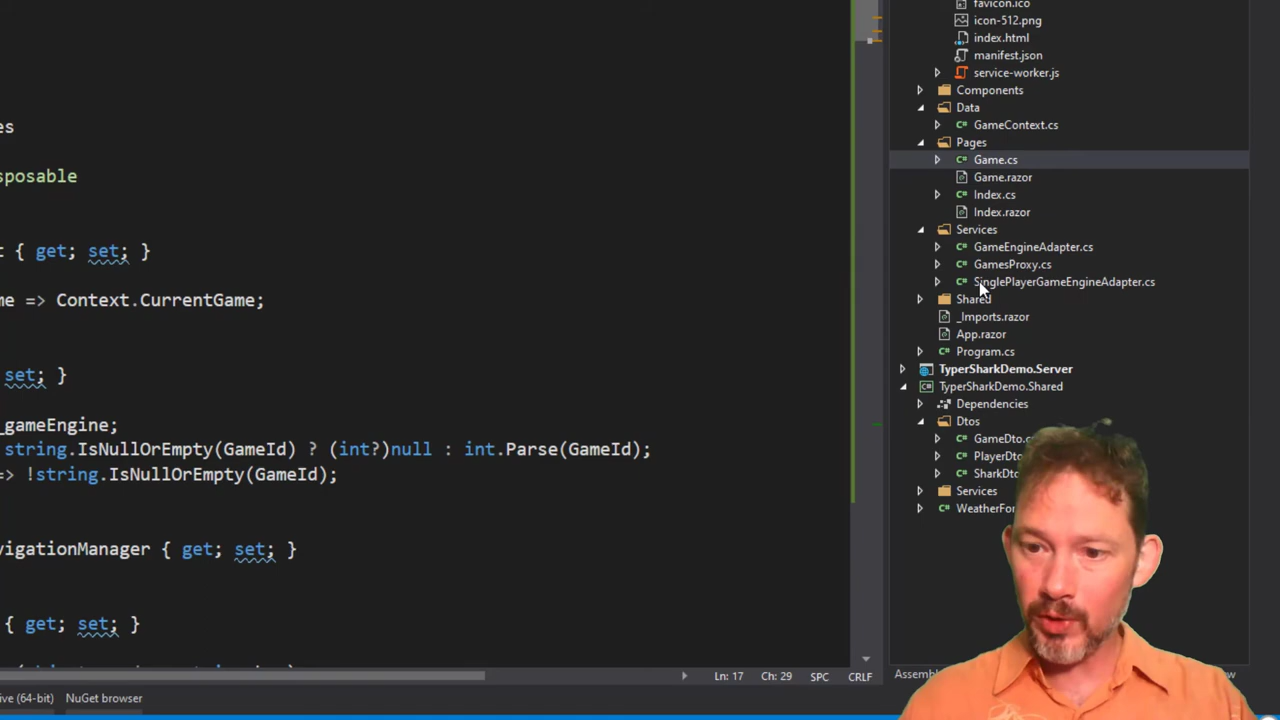 es
sposable
t { get; set; }
me => Context.CurrentGame;
set; }
_gameEngine;
string.IsNullOrEmpty(GameId) ? (int?)null : int.Parse(GameId);
=> !string.IsNullOrEmpty(GameId);
vigationManager { get; set; }
{ get; set; }
favicon.ico
icon-512.png
index.html
manifest.json
service-worker.js
Components
Data
GameContext.cs
Pages
Game.cs
Game.razor
Index.cs
Index.razor
Services
GameEngineAdapter.cs
GamesProxy.cs
SinglePlayerGameEngineAdapter.cs
Shared
_Imports.razor
App.razor
Program.cs
TyperSharkDemo.Server
TyperSharkDemo.Shared
Dependencies
Dtos
GameDto.c
PlayerDto
SharkDto
Services
WeatherFor
Assemb
Ln: 17 Ch: 29 SPC CRLF
ive (64-bit) NuGet browser